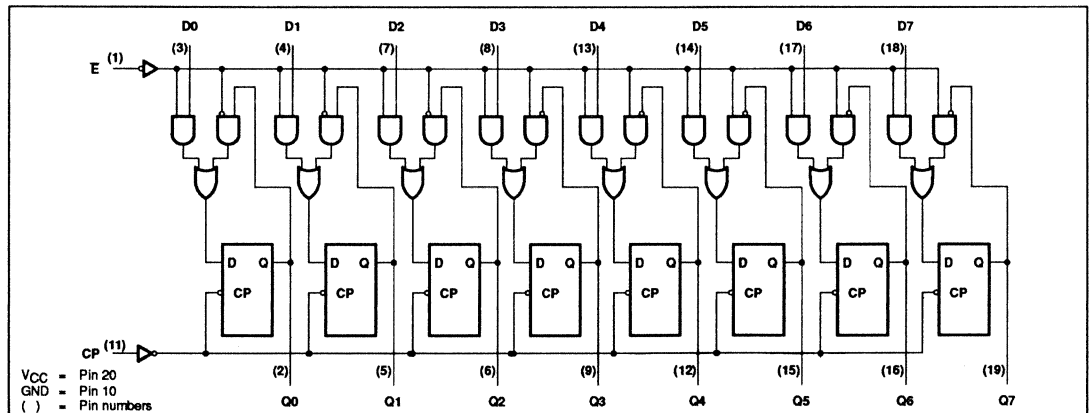 D0 D1 D2 D3 D4 D5 D6 D7
(3) (4) (7) (8) (13) (14) (17) (18)
E̅ (1)
D Q D Q D Q D Q D Q D Q D Q D Q
CP CP CP CP CP CP CP CP
CP (11)
VCC = Pin 20
GND = Pin 10
( ) = Pin numbers
(2) (5) (6) (9) (12) (15) (16) (19)
Q0 Q1 Q2 Q3 Q4 Q5 Q6 Q7